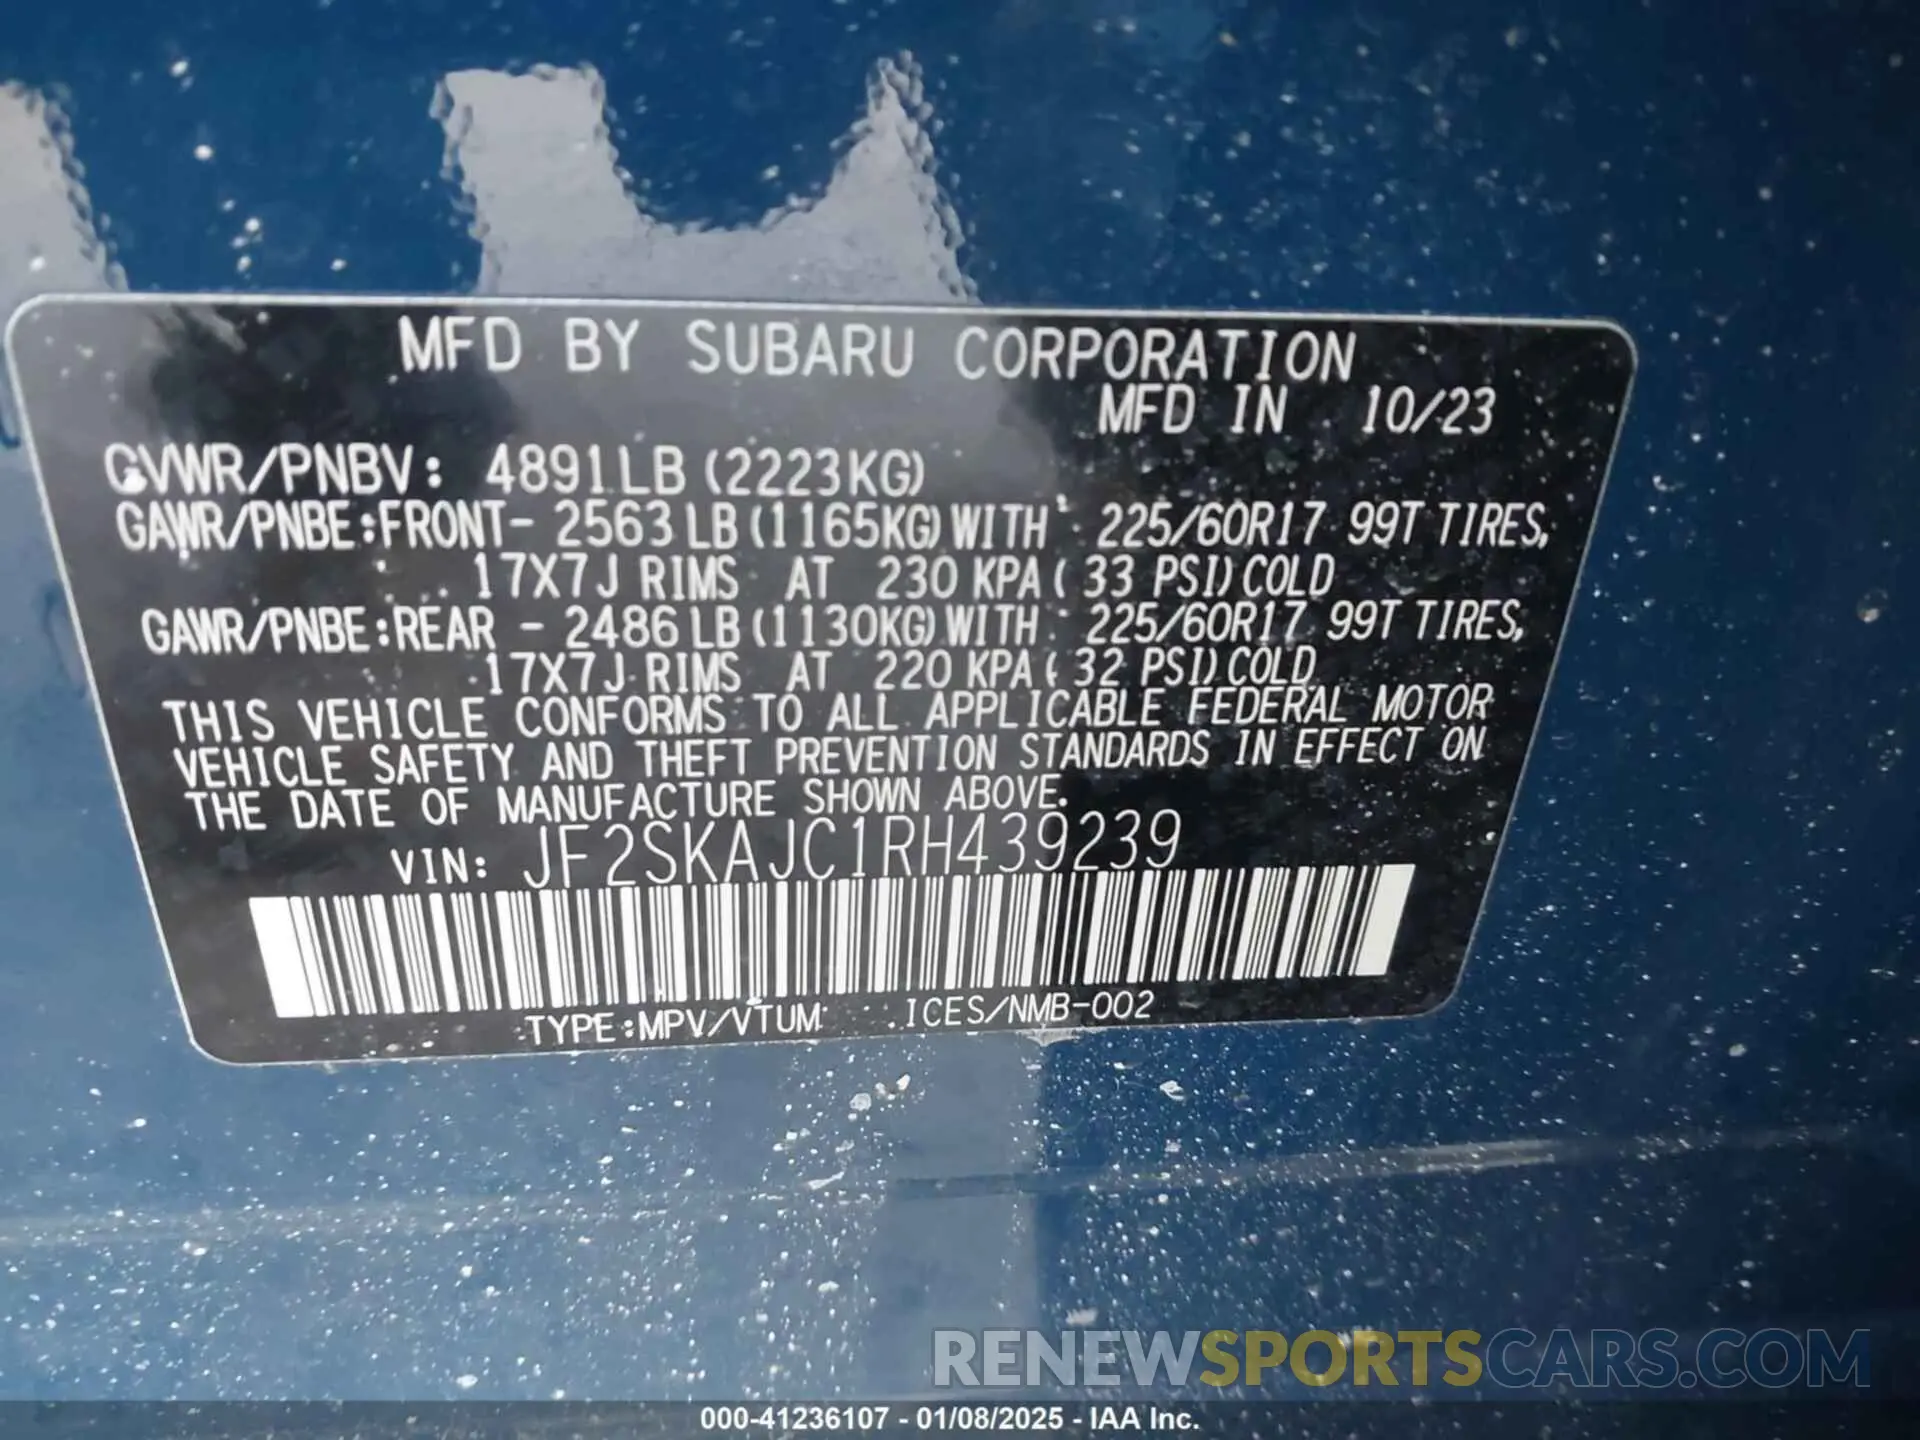 MFD BY SUBARU CORPORATION
MFD IN 10/23
GVWR/PNBV: 4891LB (2223KG)
GAWR/PNBE:FRONT- 2563LB (1165KG) WITH 225/60R17 99T TIRES,
17X7J RIMS AT 230 KPA ( 33 PSI) COLD
GAWR/PNBE:REAR - 2486LB (1130KG) WITH 225/60R17 99T TIRES,
17X7J RIMS AT 220 KPA ( 32 PSI) COLD
THIS VEHICLE CONFORMS TO ALL APPLICABLE FEDERAL MOTOR
VEHICLE SAFETY AND THEFT PREVENTION STANDARDS IN EFFECT ON
THE DATE OF MANUFACTURE SHOWN ABOVE.
VIN: JF2SKAJC1RH439239
TYPE:MPV/VTUM ICES/NMB-002
RENEWSPORTSCARS.COM
000-41236107 - 01/08/2025 - IAA Inc.